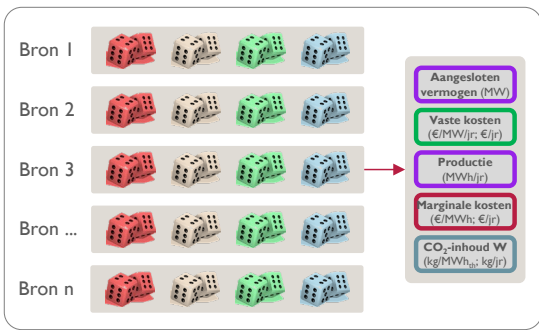 Bron 1
Bron 2
Bron 3
Bron ...
Bron n
Aangesloten
vermogen (MW)
Vaste kosten
(€/MW/jr; €/jr)
Productie
(MWh/jr)
Marginale kosten
(€/MWh; €/jr)
CO₂-inhoud W
(kg/MWhₜₕ; kg/jr)